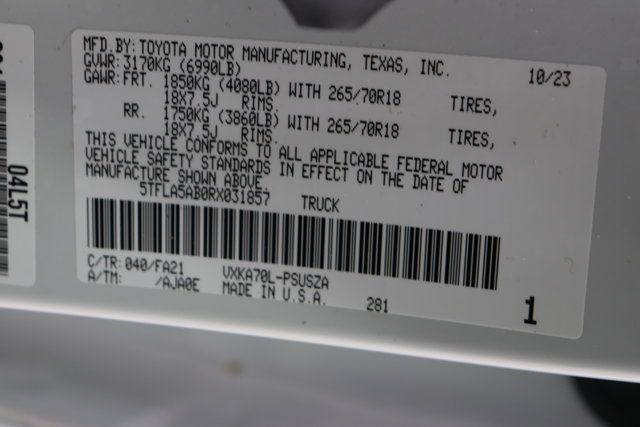 MFD.BY: TOYOTA MOTOR MANUFACTURING, TEXAS, INC. 10/23
GVWR: 3170KG (6990LB)
GAWR: FRT. 1850KG (4080LB) WITH 265/70R18 TIRES,
18X7.5J RIMS.
RR. 1750KG (3860LB) WITH 265/70R18 TIRES,
18X7.5J RIMS.
THIS VEHICLE CONFORMS TO ALL APPLICABLE FEDERAL MOTOR
VEHICLE SAFETY STANDARDS IN EFFECT ON THE DATE OF
MANUFACTURE SHOWN ABOVE.
5TFLA5AB0RX031857 TRUCK
C/TR: 040/FA21 UXKA70L-PSUSZA
A/TM: /AJA0E MADE IN U.S.A. 281
1
04L5T